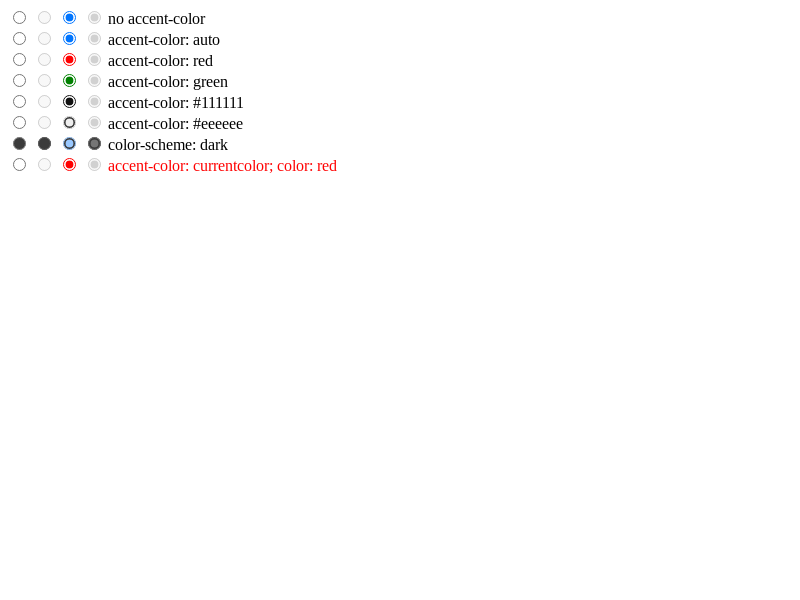 no accent-color
accent-color: auto
accent-color: red
accent-color: green
accent-color: #111111
accent-color: #eeeeee
color-scheme: dark
accent-color: currentcolor; color: red